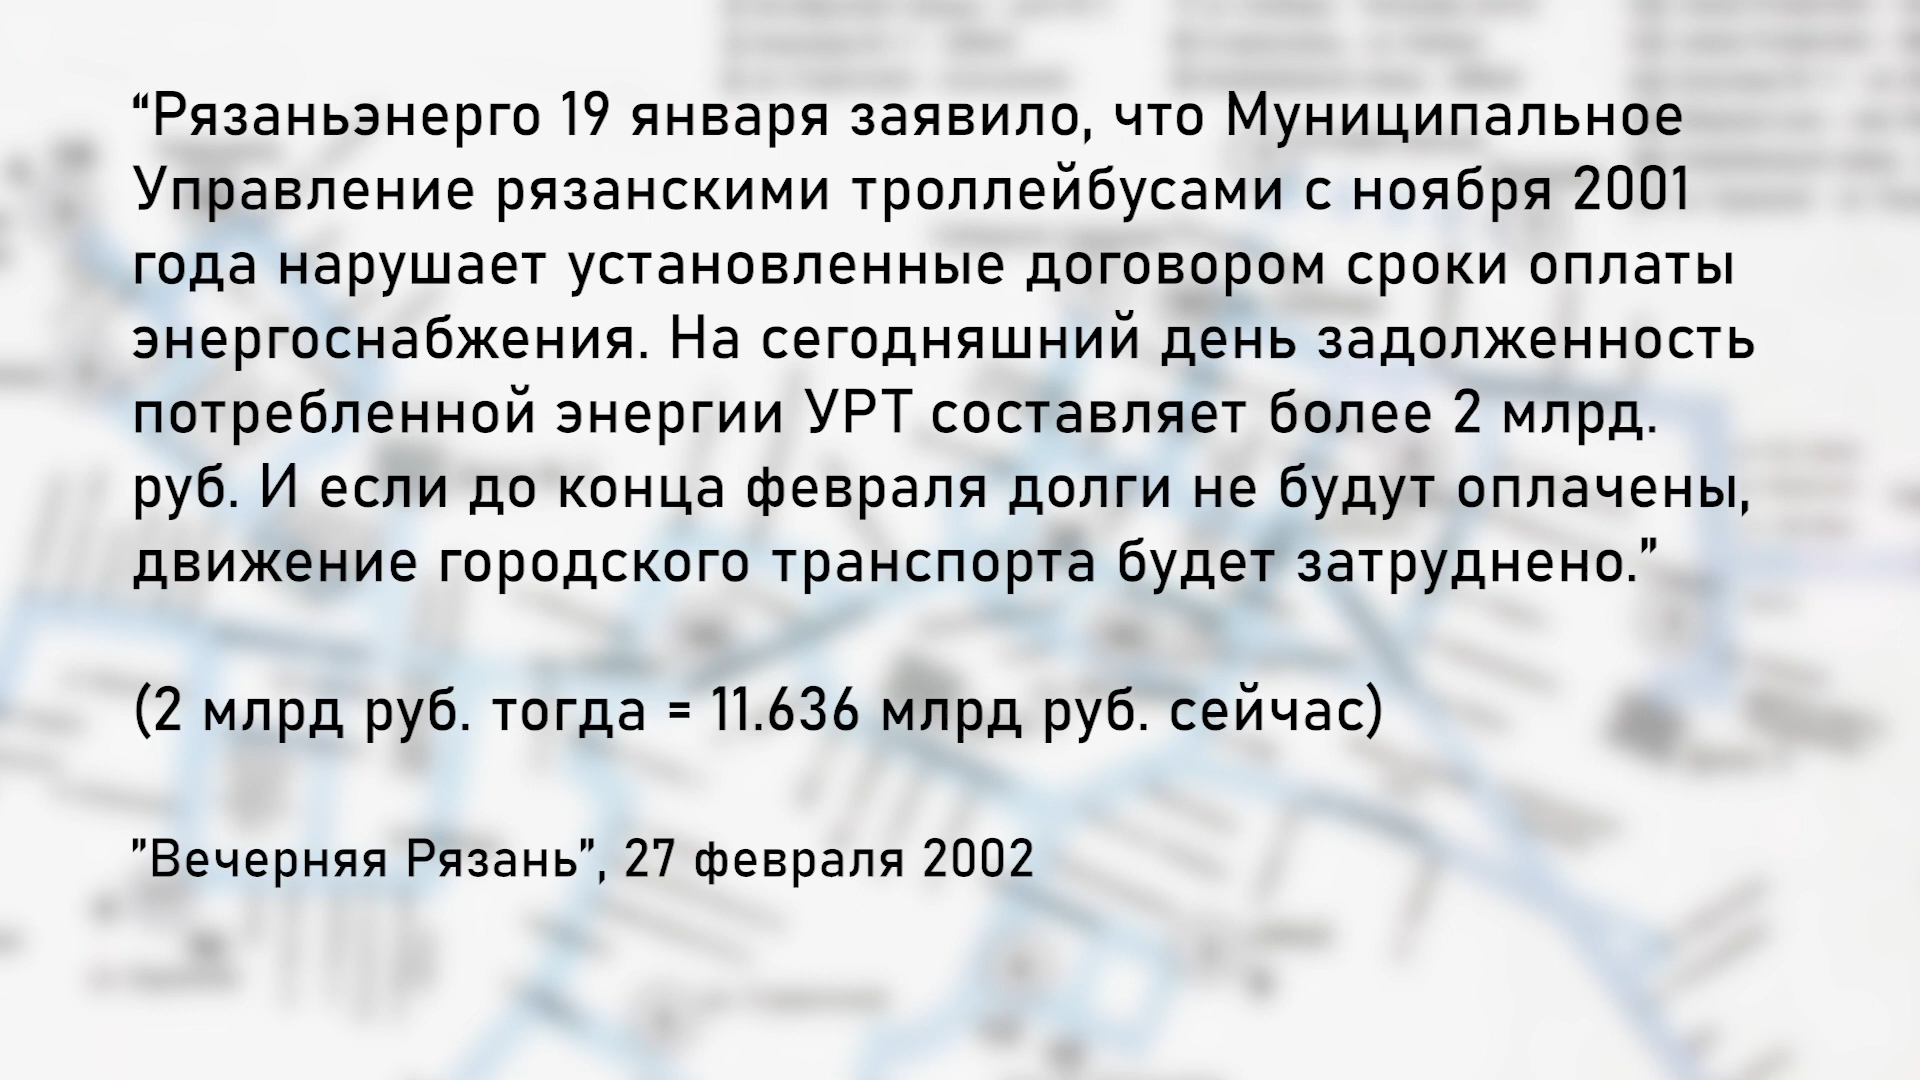 “Рязаньэнерго 19 января заявило, что Муниципальное
Управление рязанскими троллейбусами с ноября 2001
года нарушает установленные договором сроки оплаты
энергоснабжения. На сегодняшний день задолженность
потребленной энергии УРТ составляет более 2 млрд.
руб. И если до конца февраля долги не будут оплачены,
движение городского транспорта будет затруднено.”
(2 млрд руб. тогда = 11.636 млрд руб. сейчас)
”Вечерняя Рязань”, 27 февраля 2002